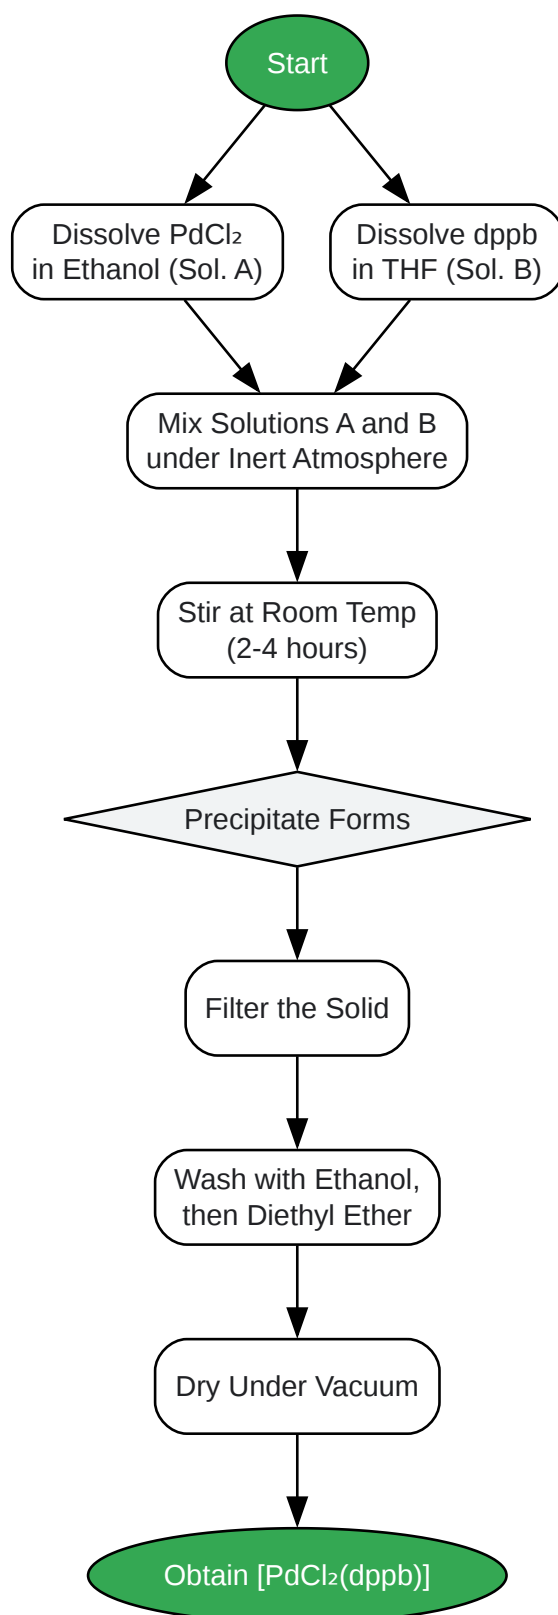 Start
Dissolve PdCl₂
in Ethanol (Sol. A)
Dissolve dppb
in THF (Sol. B)
Mix Solutions A and B
under Inert Atmosphere
Stir at Room Temp
(2-4 hours)
Precipitate Forms
Filter the Solid
Wash with Ethanol,
then Diethyl Ether
Dry Under Vacuum
Obtain [PdCl₂(dppb)]